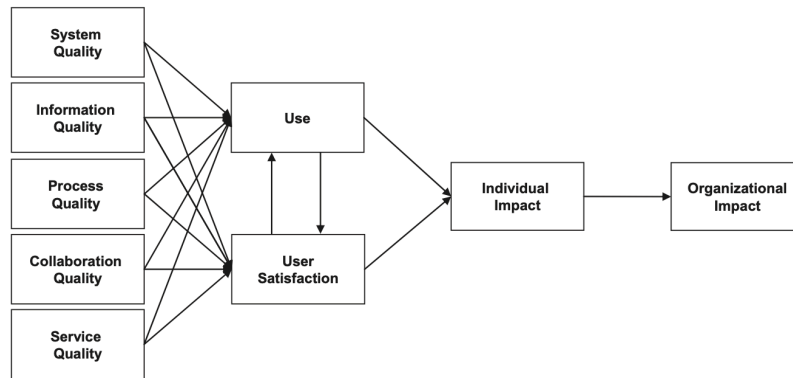 System
Quality
Information
Quality
Process
Quality
Collaboration
Quality
Service
Quality
Use
User
Satisfaction
Individual
Impact
Organizational
Impact